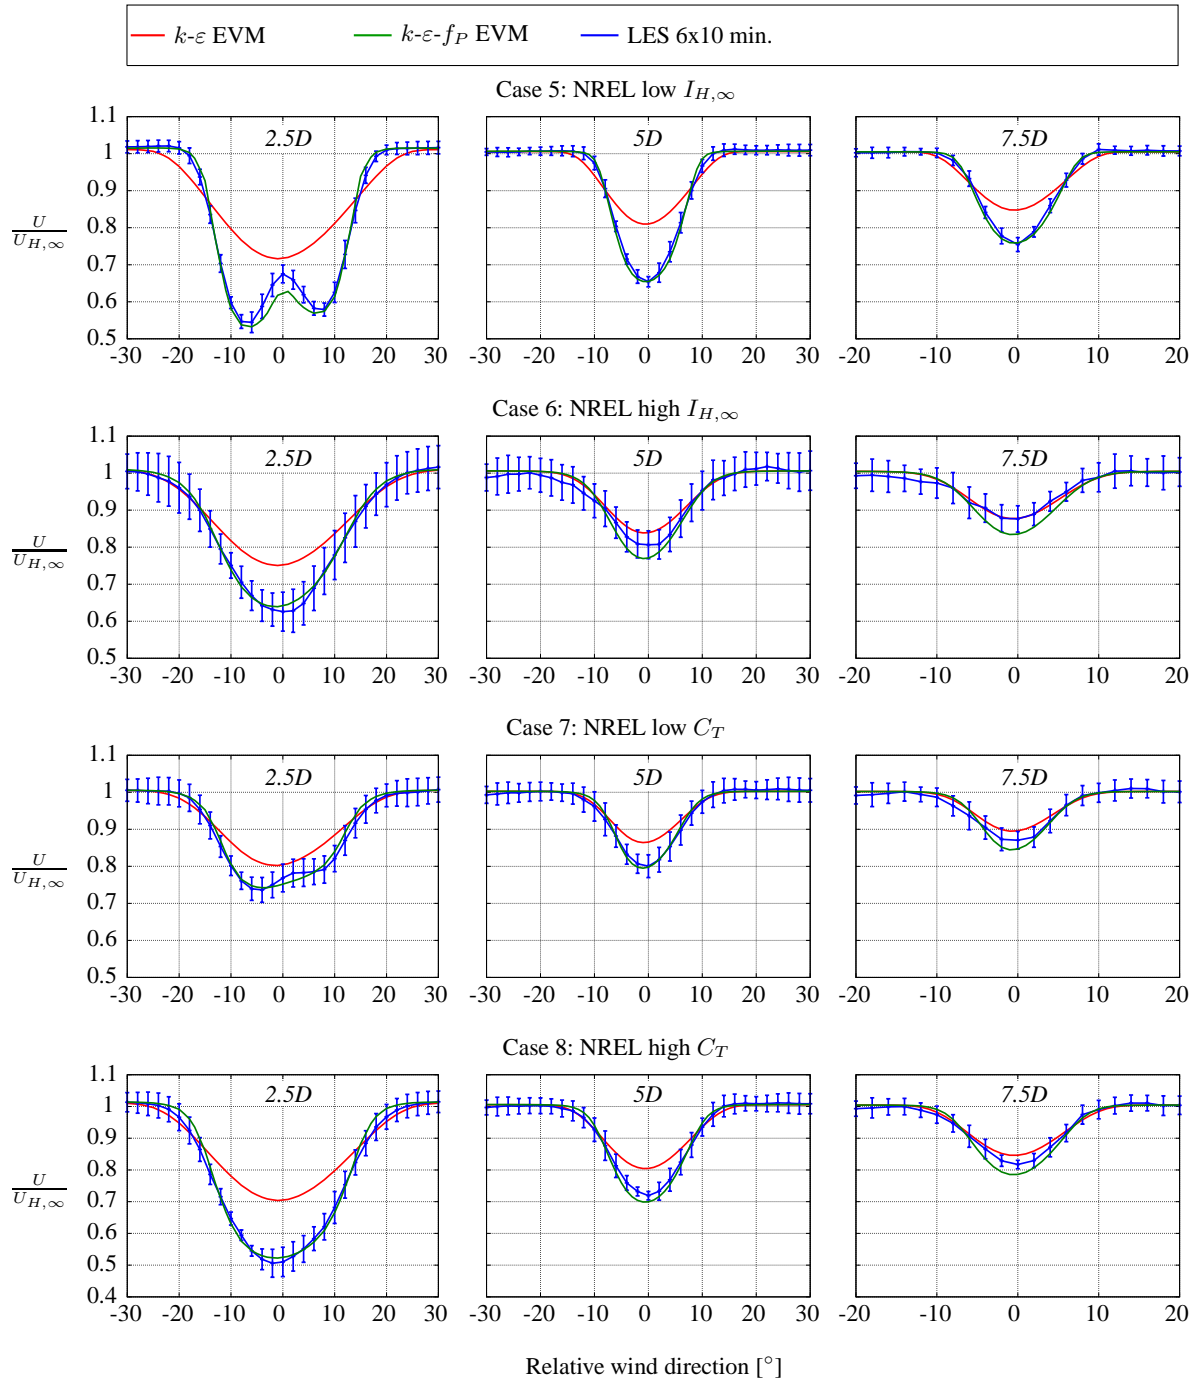 k-ε EVM k-ε-f_P EVM LES 6x10 min.
Case 5: NREL low I_{H,∞}
2.5D 5D 7.5D
1.1
1
0.9
0.8
0.7
0.6
0.5
U/U_{H,∞}
-30 -20 -10 0 10 20 30 -30 -20 -10 0 10 20 30 -20 -10 0 10 20
Case 6: NREL high I_{H,∞}
2.5D 5D 7.5D
1.1
1
0.9
0.8
0.7
0.6
0.5
U/U_{H,∞}
-30 -20 -10 0 10 20 30 -30 -20 -10 0 10 20 30 -20 -10 0 10 20
Case 7: NREL low C_T
2.5D 5D 7.5D
1.1
1
0.9
0.8
0.7
0.6
0.5
U/U_{H,∞}
-30 -20 -10 0 10 20 30 -30 -20 -10 0 10 20 30 -20 -10 0 10 20
Case 8: NREL high C_T
2.5D 5D 7.5D
1.1
1
0.9
0.8
0.7
0.6
0.5
0.4
U/U_{H,∞}
-30 -20 -10 0 10 20 30 -30 -20 -10 0 10 20 30 -20 -10 0 10 20
Relative wind direction [°]